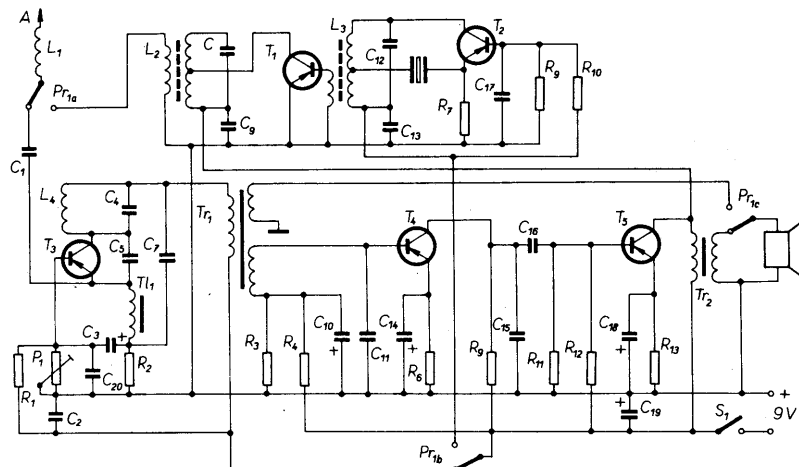 A
L1
Pr1a
L2
C
C9
T1
L3
C12
C13
T2
R7
C17
R9
R10
C1
L4
C4
T3
C5
C7
Tl1
Tr1
C3
+
P1
R1
C20
R2
C2
T4
R3
R4
C10
+
C11
C14
+
R6
R9
C15
C16
R11
R12
T5
C18
+
R13
+
C19
Tr2
Pr1c
Pr1b
S1
+
9V